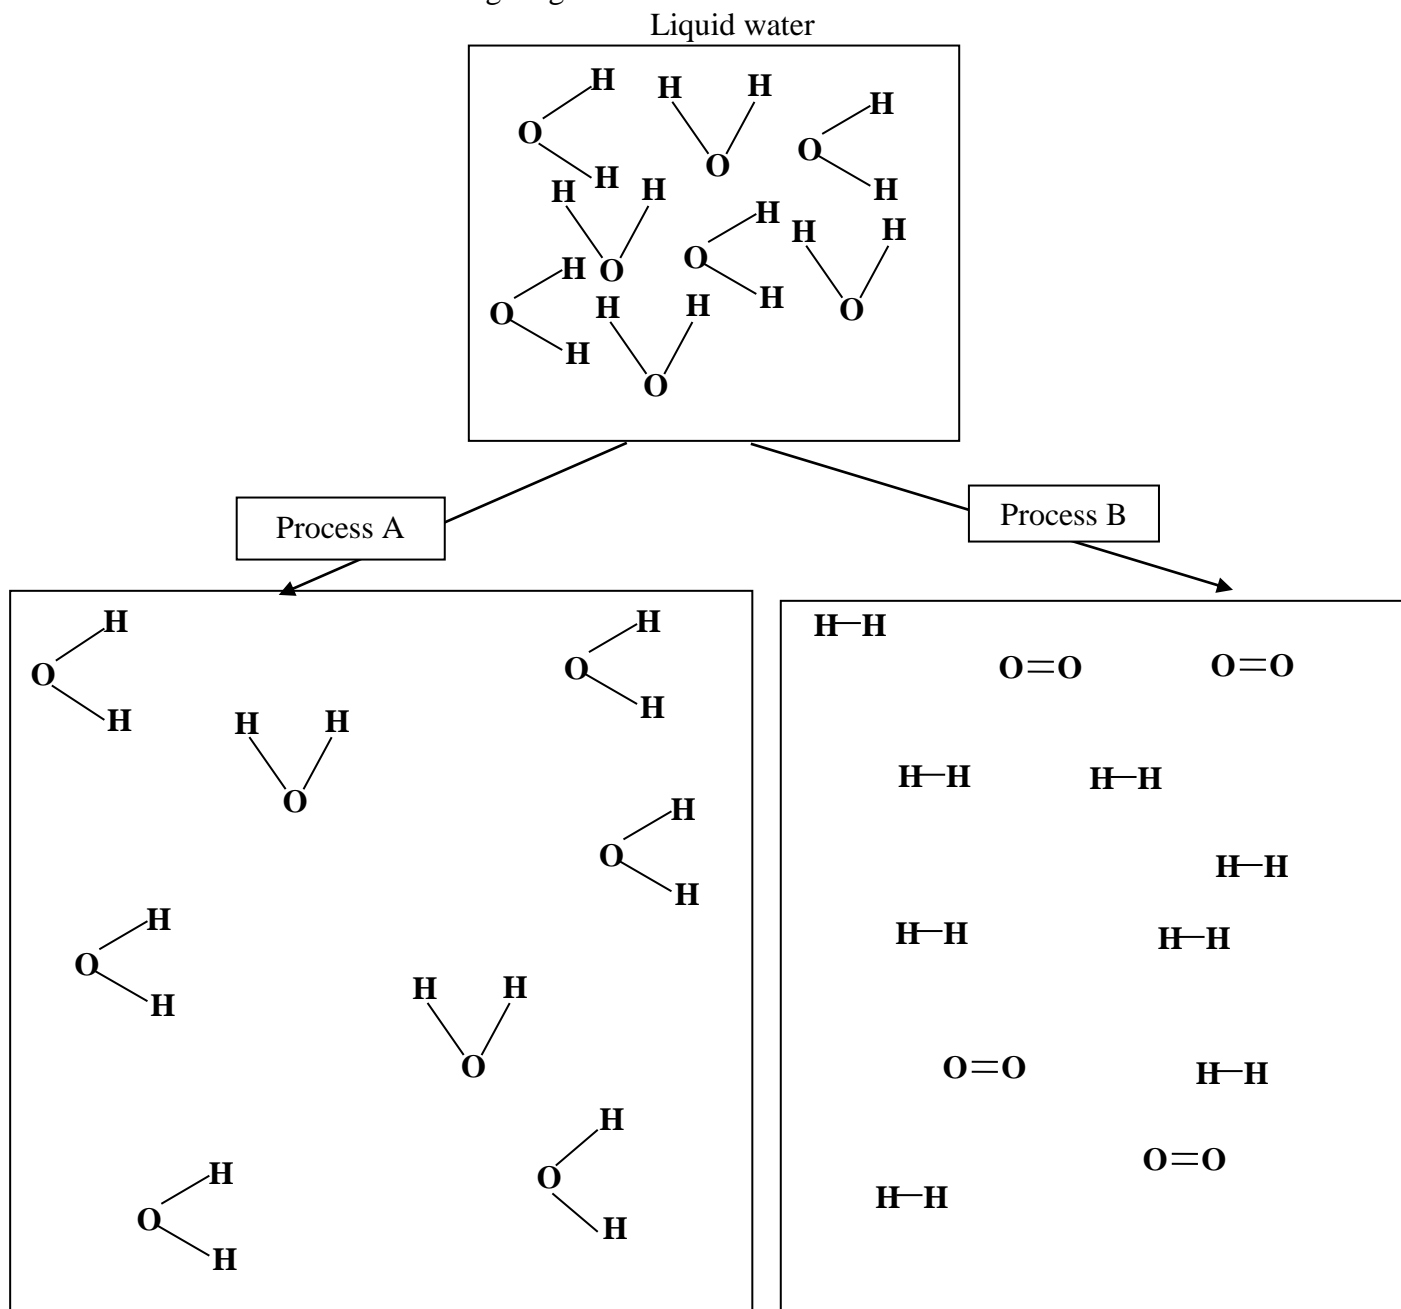 Liquid water
H H H H
O O O
H H
H H
H H H H
O O H O
O H H H
H O
Process A Process B
H H H—H
O O O=O O=O
H H H H
O H—H H—H
H
O H—H
H H
O H—H H—H
H H H
O O=O H—H
H
H O O=O
O H H—H
H